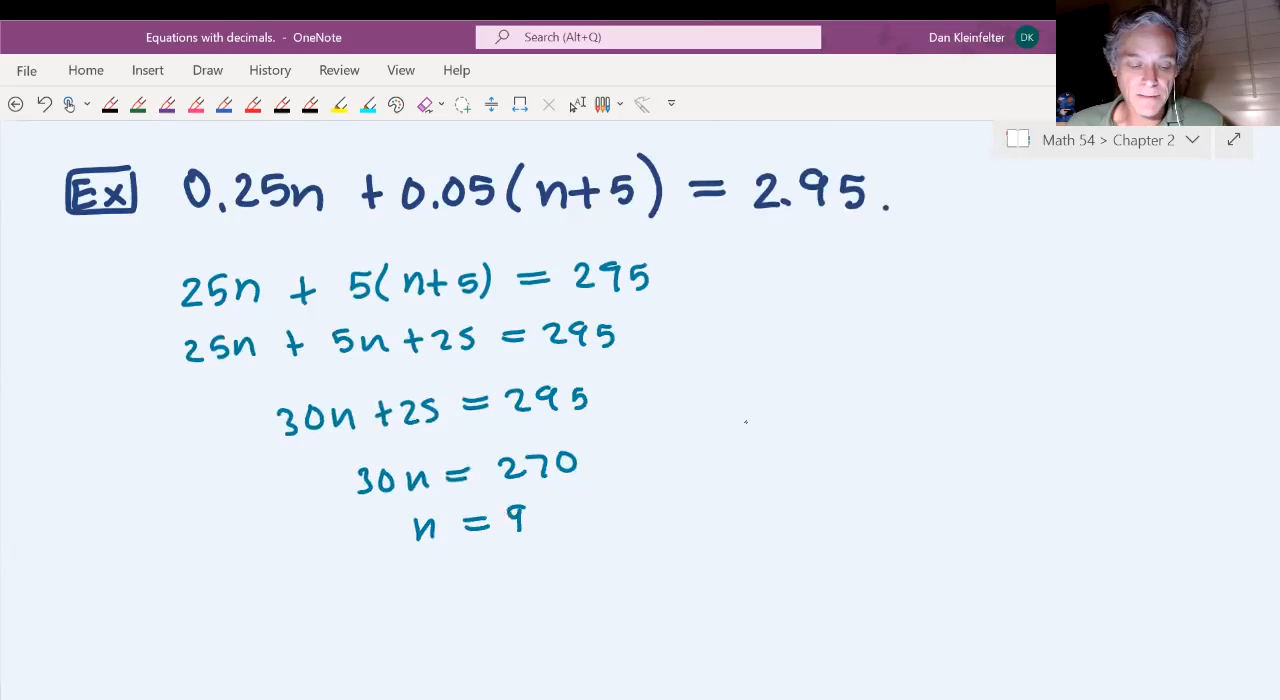 Equations with decimals. - OneNote
Search (Alt+Q)
Dan Kleinfelter DK
File Home Insert Draw History Review View Help
Math 54 > Chapter 2
Ex 0.25n + 0.05(n+5) = 2.95.
25n + 5(n+5) = 295
25n + 5n+25 = 295
30n+25 = 295
30n = 270
n = 9